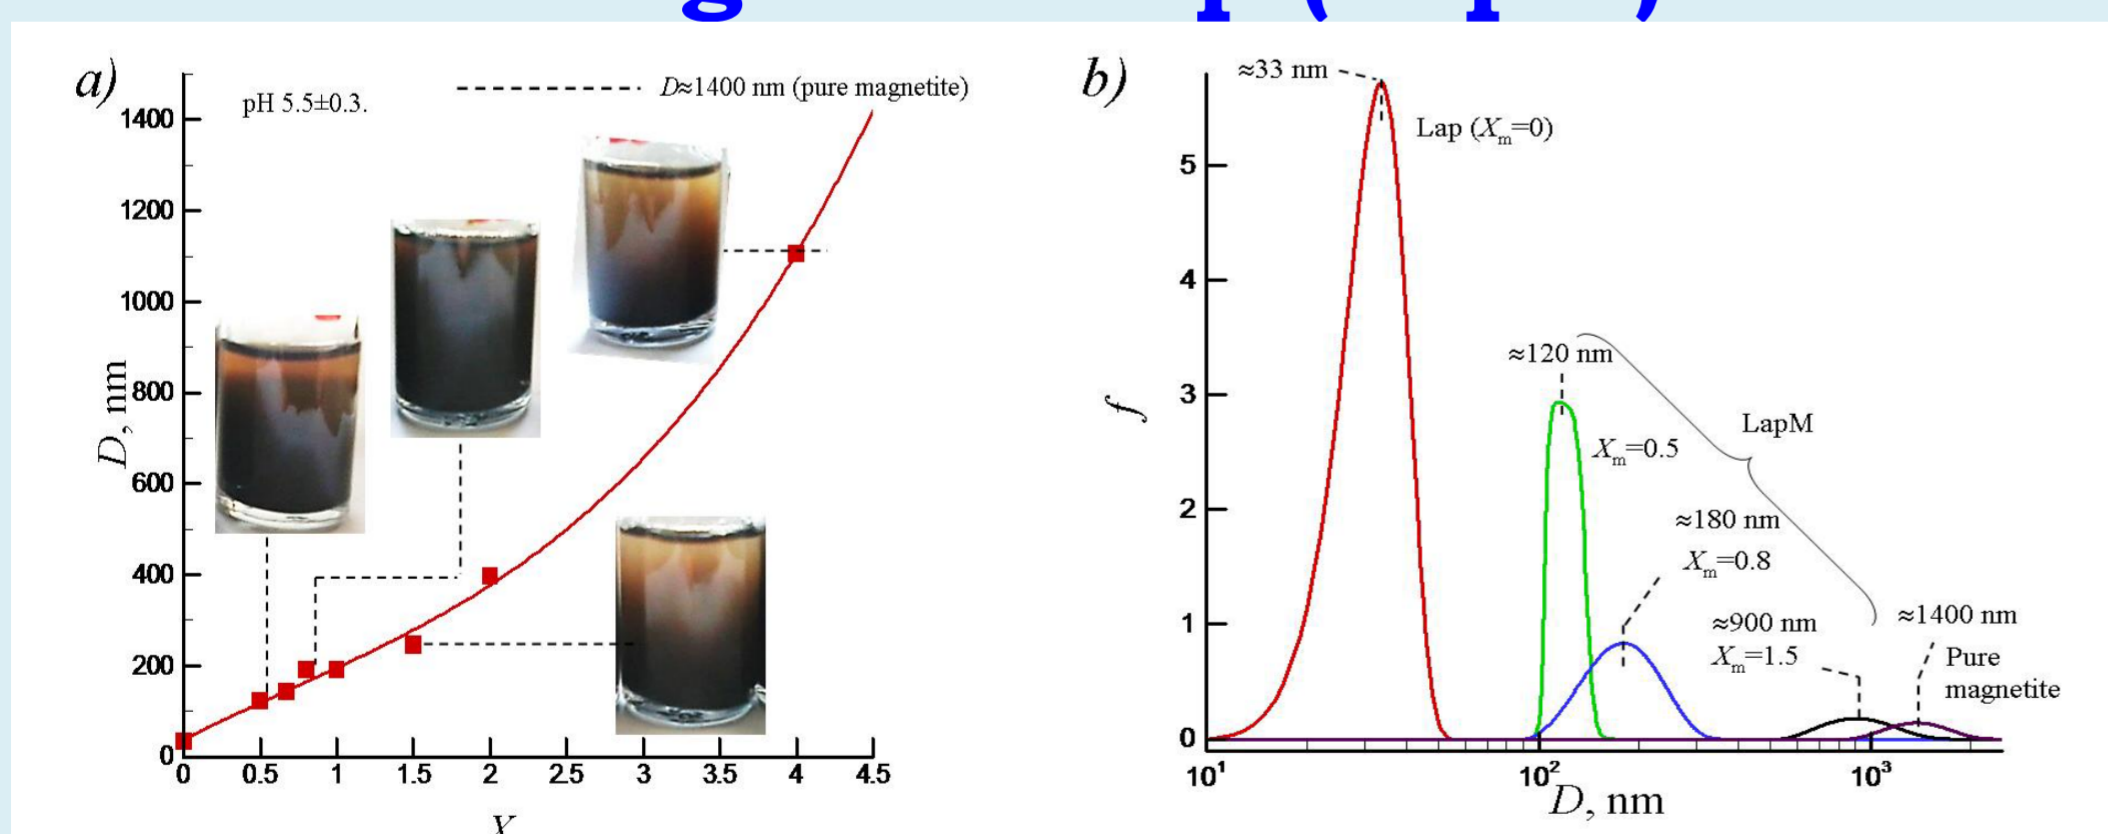 a)
pH 5.5±0.3.
D≈1400 nm (pure magnetite)
1400
1200
1000
800
600
400
200
0
D, nm
0 0.5 1 1.5 2 2.5 3 3.5 4 4.5
X
b)
≈33 nm
Lap (Xm=0)
≈120 nm
Xm=0.5
LapM
≈180 nm
Xm=0.8
≈900 nm
Xm=1.5
≈1400 nm
Pure
magnetite
5
4
3
2
1
0
f
10¹ 10² 10³
D, nm